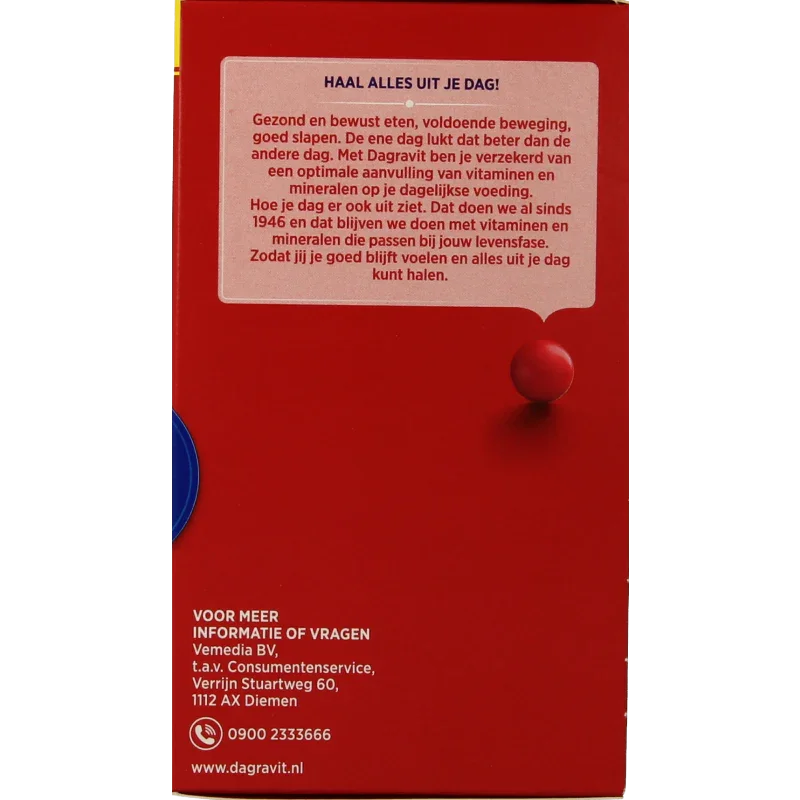 HAAL ALLES UIT JE DAG!
Gezond en bewust eten, voldoende beweging,
goed slapen. De ene dag lukt dat beter dan de
andere dag. Met Dagravit ben je verzekerd van
een optimale aanvulling van vitaminen en
mineralen op je dagelijkse voeding.
Hoe je dag er ook uit ziet. Dat doen we al sinds
1946 en dat blijven we doen met vitaminen en
mineralen die passen bij jouw levensfase.
Zodat jij je goed blijft voelen en alles uit je dag
kunt halen.
VOOR MEER
INFORMATIE OF VRAGEN
Vemedia BV,
t.a.v. Consumentenservice,
Verrijn Stuartweg 60,
1112 AX Diemen
0900 2333666
www.dagravit.nl